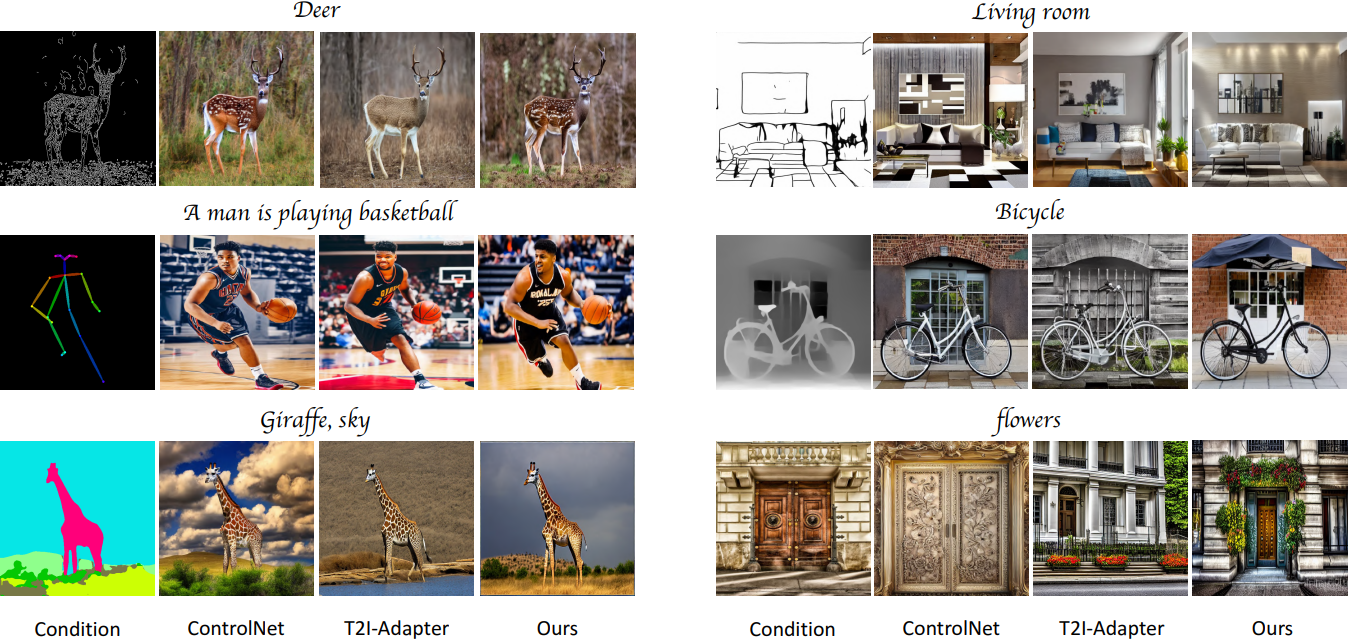 Deer
Living room
A man is playing basketball
Bicycle
Giraffe, sky
flowers
Condition
ControlNet
T2I-Adapter
Ours
Condition
ControlNet
T2I-Adapter
Ours